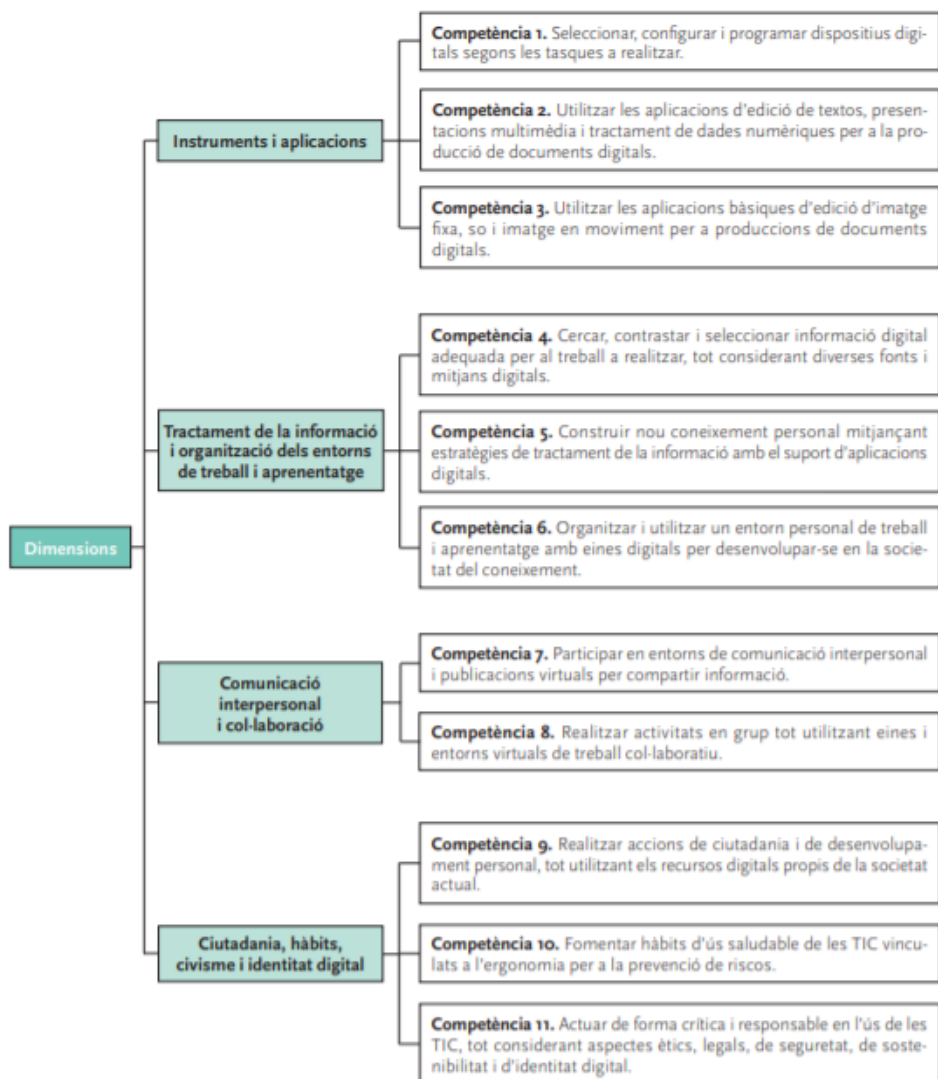 Dimensions
Instruments i aplicacions
Competència 1. Seleccionar, configurar i programar dispositius digi-
tals segons les tasques a realitzar.
Competència 2. Utilitzar les aplicacions d'edició de textos, presen-
tacions multimèdia i tractament de dades numèriques per a la pro-
ducció de documents digitals.
Competència 3. Utilitzar les aplicacions bàsiques d'edició d'imatge
fixa, so i imatge en moviment per a produccions de documents
digitals.
Tractament de la informació
i organització dels entorns
de treball i aprenentatge
Competència 4. Cercar, contrastar i seleccionar informació digital
adequada per al treball a realitzar, tot considerant diverses fonts i
mitjans digitals.
Competència 5. Construir nou coneixement personal mitjançant
estratègies de tractament de la informació amb el suport d'aplicacions
digitals.
Competència 6. Organitzar i utilitzar un entorn personal de treball
i aprenentatge amb eines digitals per desenvolupar-se en la socie-
tat del coneixement.
Comunicació
interpersonal
i col·laboració
Competència 7. Participar en entorns de comunicació interpersonal
i publicacions virtuals per compartir informació.
Competència 8. Realitzar activitats en grup tot utilitzant eines i
entorns virtuals de treball col·laboratiu.
Ciutadania, hàbits,
civisme i identitat digital
Competència 9. Realitzar accions de ciutadania i de desenvolupa-
ment personal, tot utilitzant els recursos digitals propis de la societat
actual.
Competència 10. Fomentar hàbits d'ús saludable de les TIC vincu-
lats a l'ergonomia per a la prevenció de riscos.
Competència 11. Actuar de forma crítica i responsable en l'ús de les
TIC, tot considerant aspectes ètics, legals, de seguretat, de soste-
nibilitat i d'identitat digital.